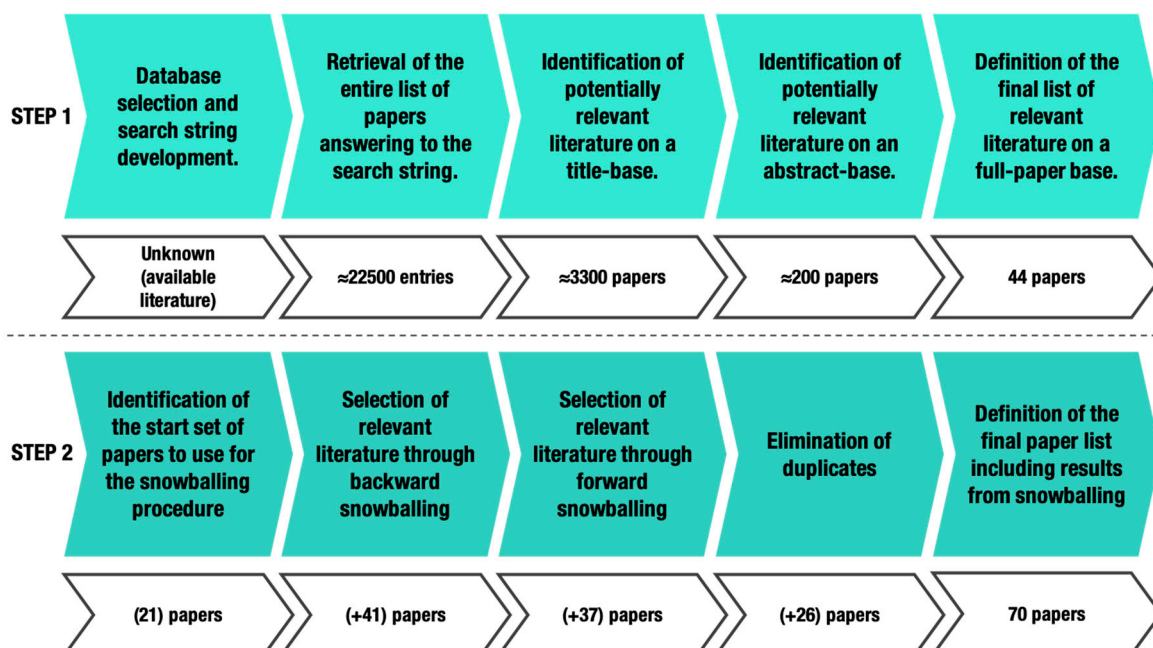 STEP 1
Database
selection and
search string
development.
Retrieval of the
entire list of
papers
answering to the
search string.
Identification of
potentially
relevant
literature on a
title-base.
Identification of
potentially
relevant
literature on an
abstract-base.
Definition of the
final list of
relevant
literature on a
full-paper base.
Unknown
(available
literature)
≈22500 entries
≈3300 papers
≈200 papers
44 papers
STEP 2
Identification of
the start set of
papers to use for
the snowballing
procedure
Selection of
relevant
literature through
backward
snowballing
Selection of
relevant
literature through
forward
snowballing
Elimination of
duplicates
Definition of the
final paper list
including results
from snowballing
(21) papers
(+41) papers
(+37) papers
(+26) papers
70 papers